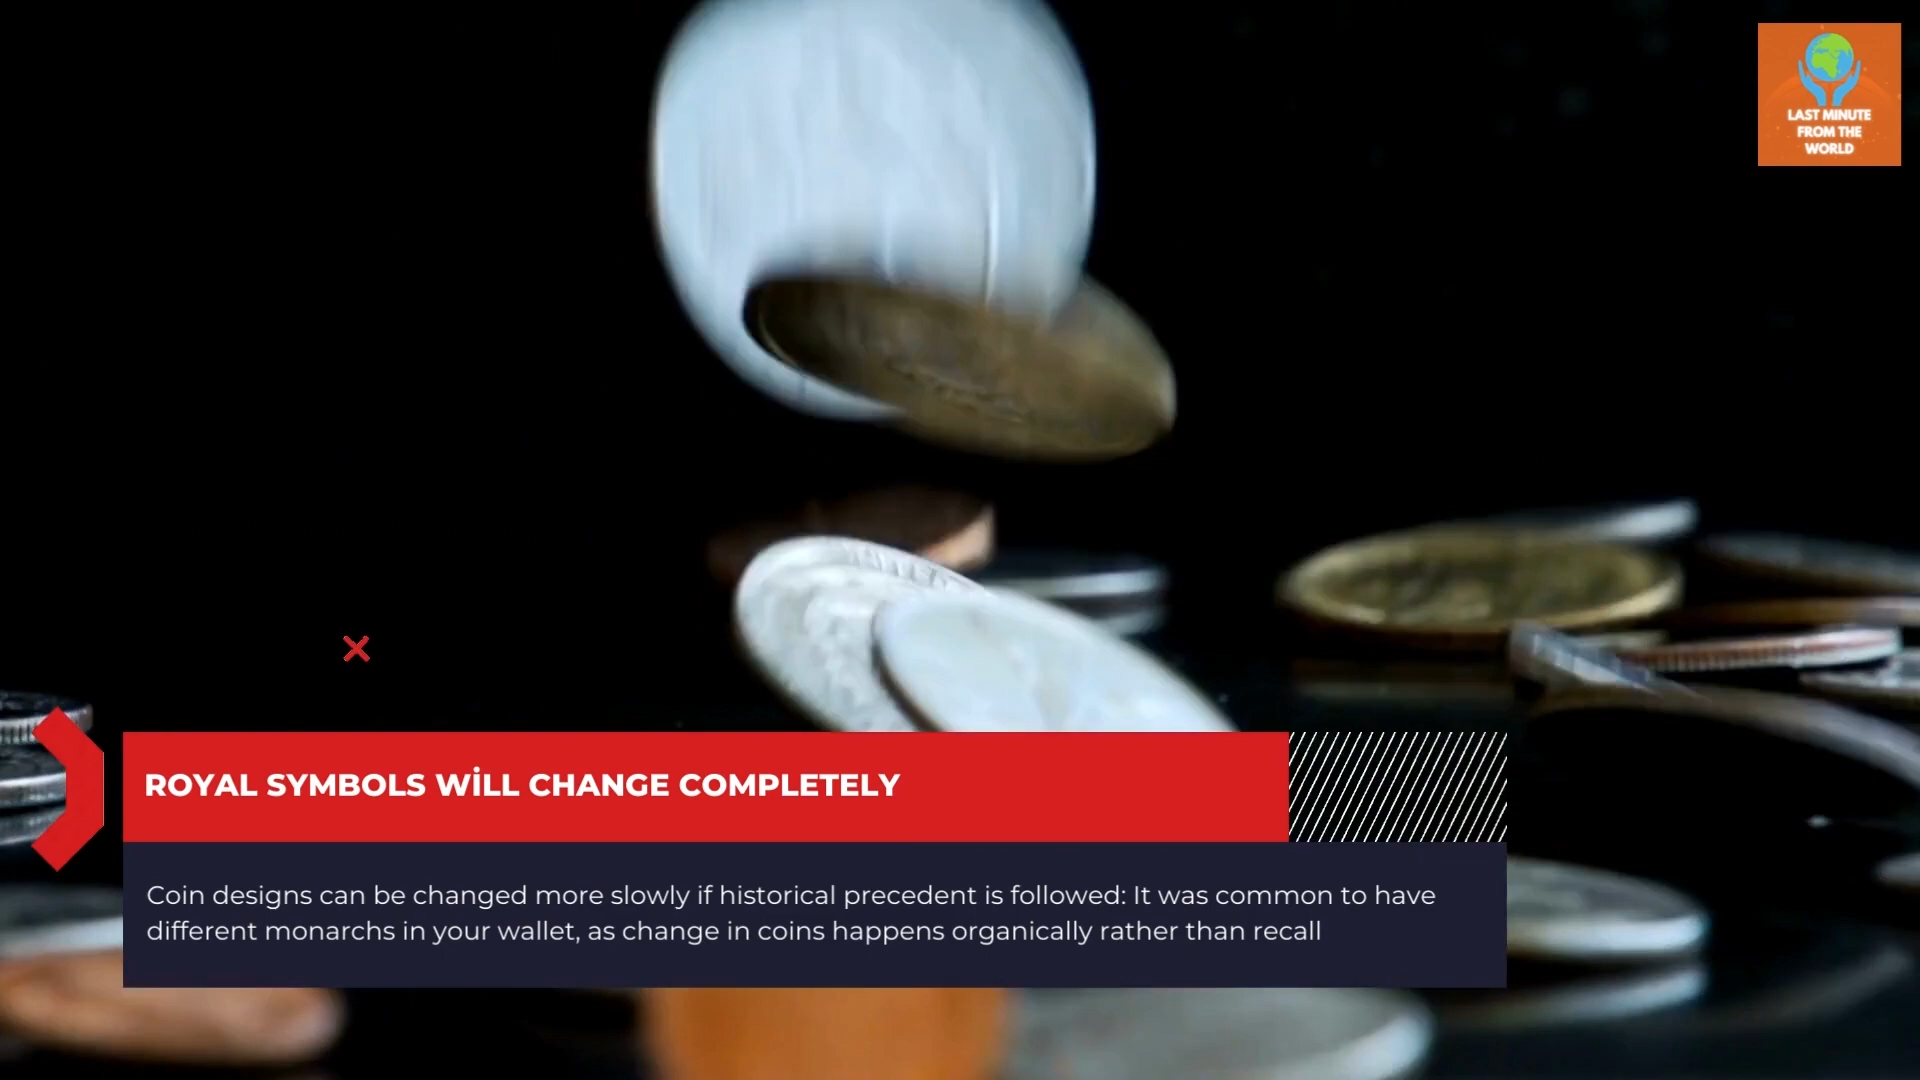 LAST MINUTE
FROM THE
WORLD
ROYAL SYMBOLS WİLL CHANGE COMPLETELY
Coin designs can be changed more slowly if historical precedent is followed: It was common to have
different monarchs in your wallet, as change in coins happens organically rather than recall